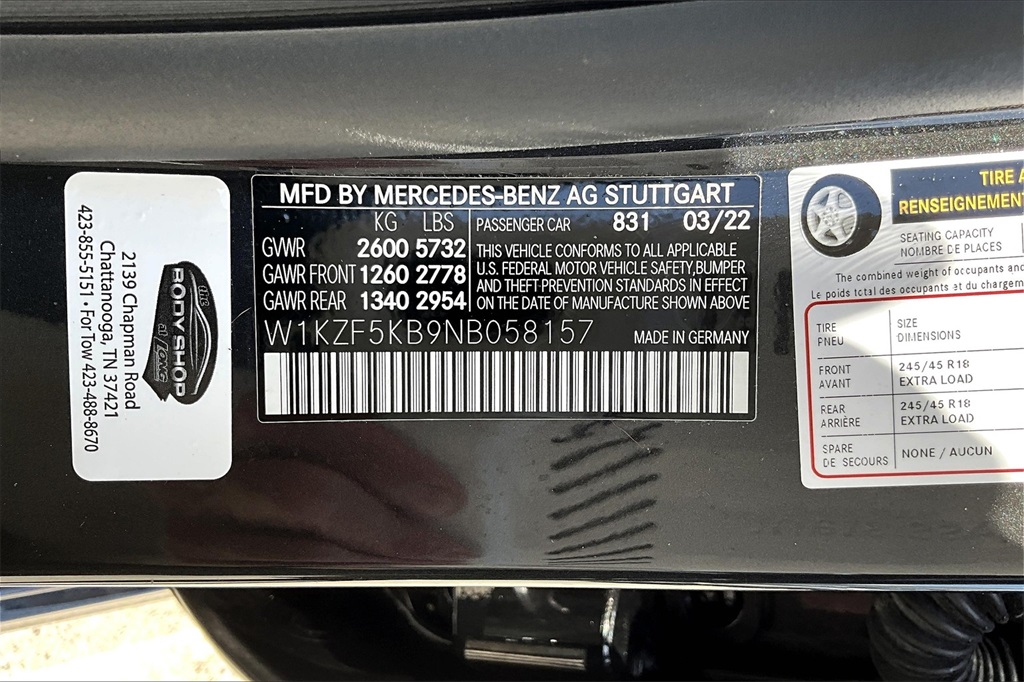 the
BODY SHOP
at Long
2139 Chapman Road
Chattanooga, TN 37421
423-855-5151 • For Tow 423-488-8670
MFD BY MERCEDES-BENZ AG STUTTGART
KG LBS
GWR 2600 5732
GAWR FRONT 1260 2778
GAWR REAR 1340 2954
PASSENGER CAR 831 03/22
THIS VEHICLE CONFORMS TO ALL APPLICABLE
U.S. FEDERAL MOTOR VEHICLE SAFETY, BUMPER
AND THEFT PREVENTION STANDARDS IN EFFECT
ON THE DATE OF MANUFACTURE SHOWN ABOVE
W1KZF5KB9NB058157
MADE IN GERMANY
TIRE A
RENSEIGNEMENT
SEATING CAPACITY
NOMBRE DE PLACES
The combined weight of occupants and
Le poids total des occupants et du chargem
TIRE SIZE
PNEU DIMENSIONS
FRONT 245/45 R18
AVANT EXTRA LOAD
REAR 245/45 R18
ARRIÈRE EXTRA LOAD
SPARE
DE SECOURS NONE / AUCUN